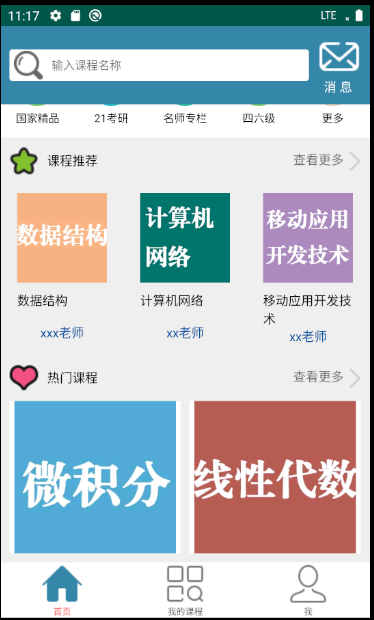 11:17 LTE
输入课程名称
消 息
国家精品 21考研 名师专栏 四六级 更多
课程推荐 查看更多
数据结构 计算机 移动应用
网络 开发技术
数据结构 计算机网络 移动应用开发技
术
xxx老师 xx老师 xx老师
热门课程 查看更多
微积分 线性代数
首页 我的课程 我